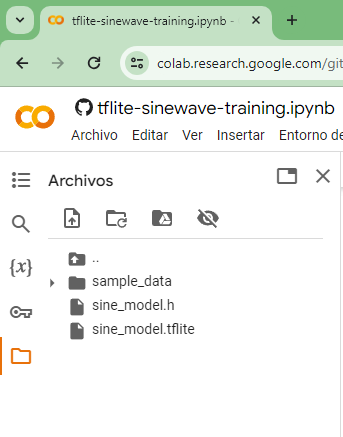 tflite-sinewave-training.ipynb -
colab.research.google.com/git
tflite-sinewave-training.ipynb
Archivo Editar Ver Insertar Entorno de
Archivos
{x}
..
sample_data
sine_model.h
sine_model.tflite